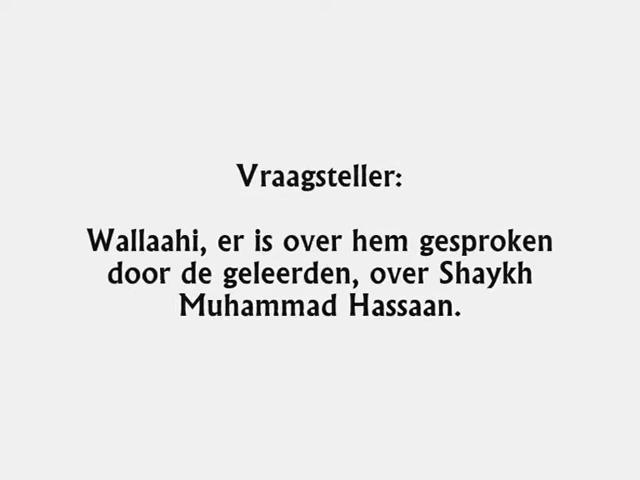 Vraagsteller:
Wallaahi, er is over hem gesproken
door de geleerden, over Shaykh
Muhammad Hassaan.